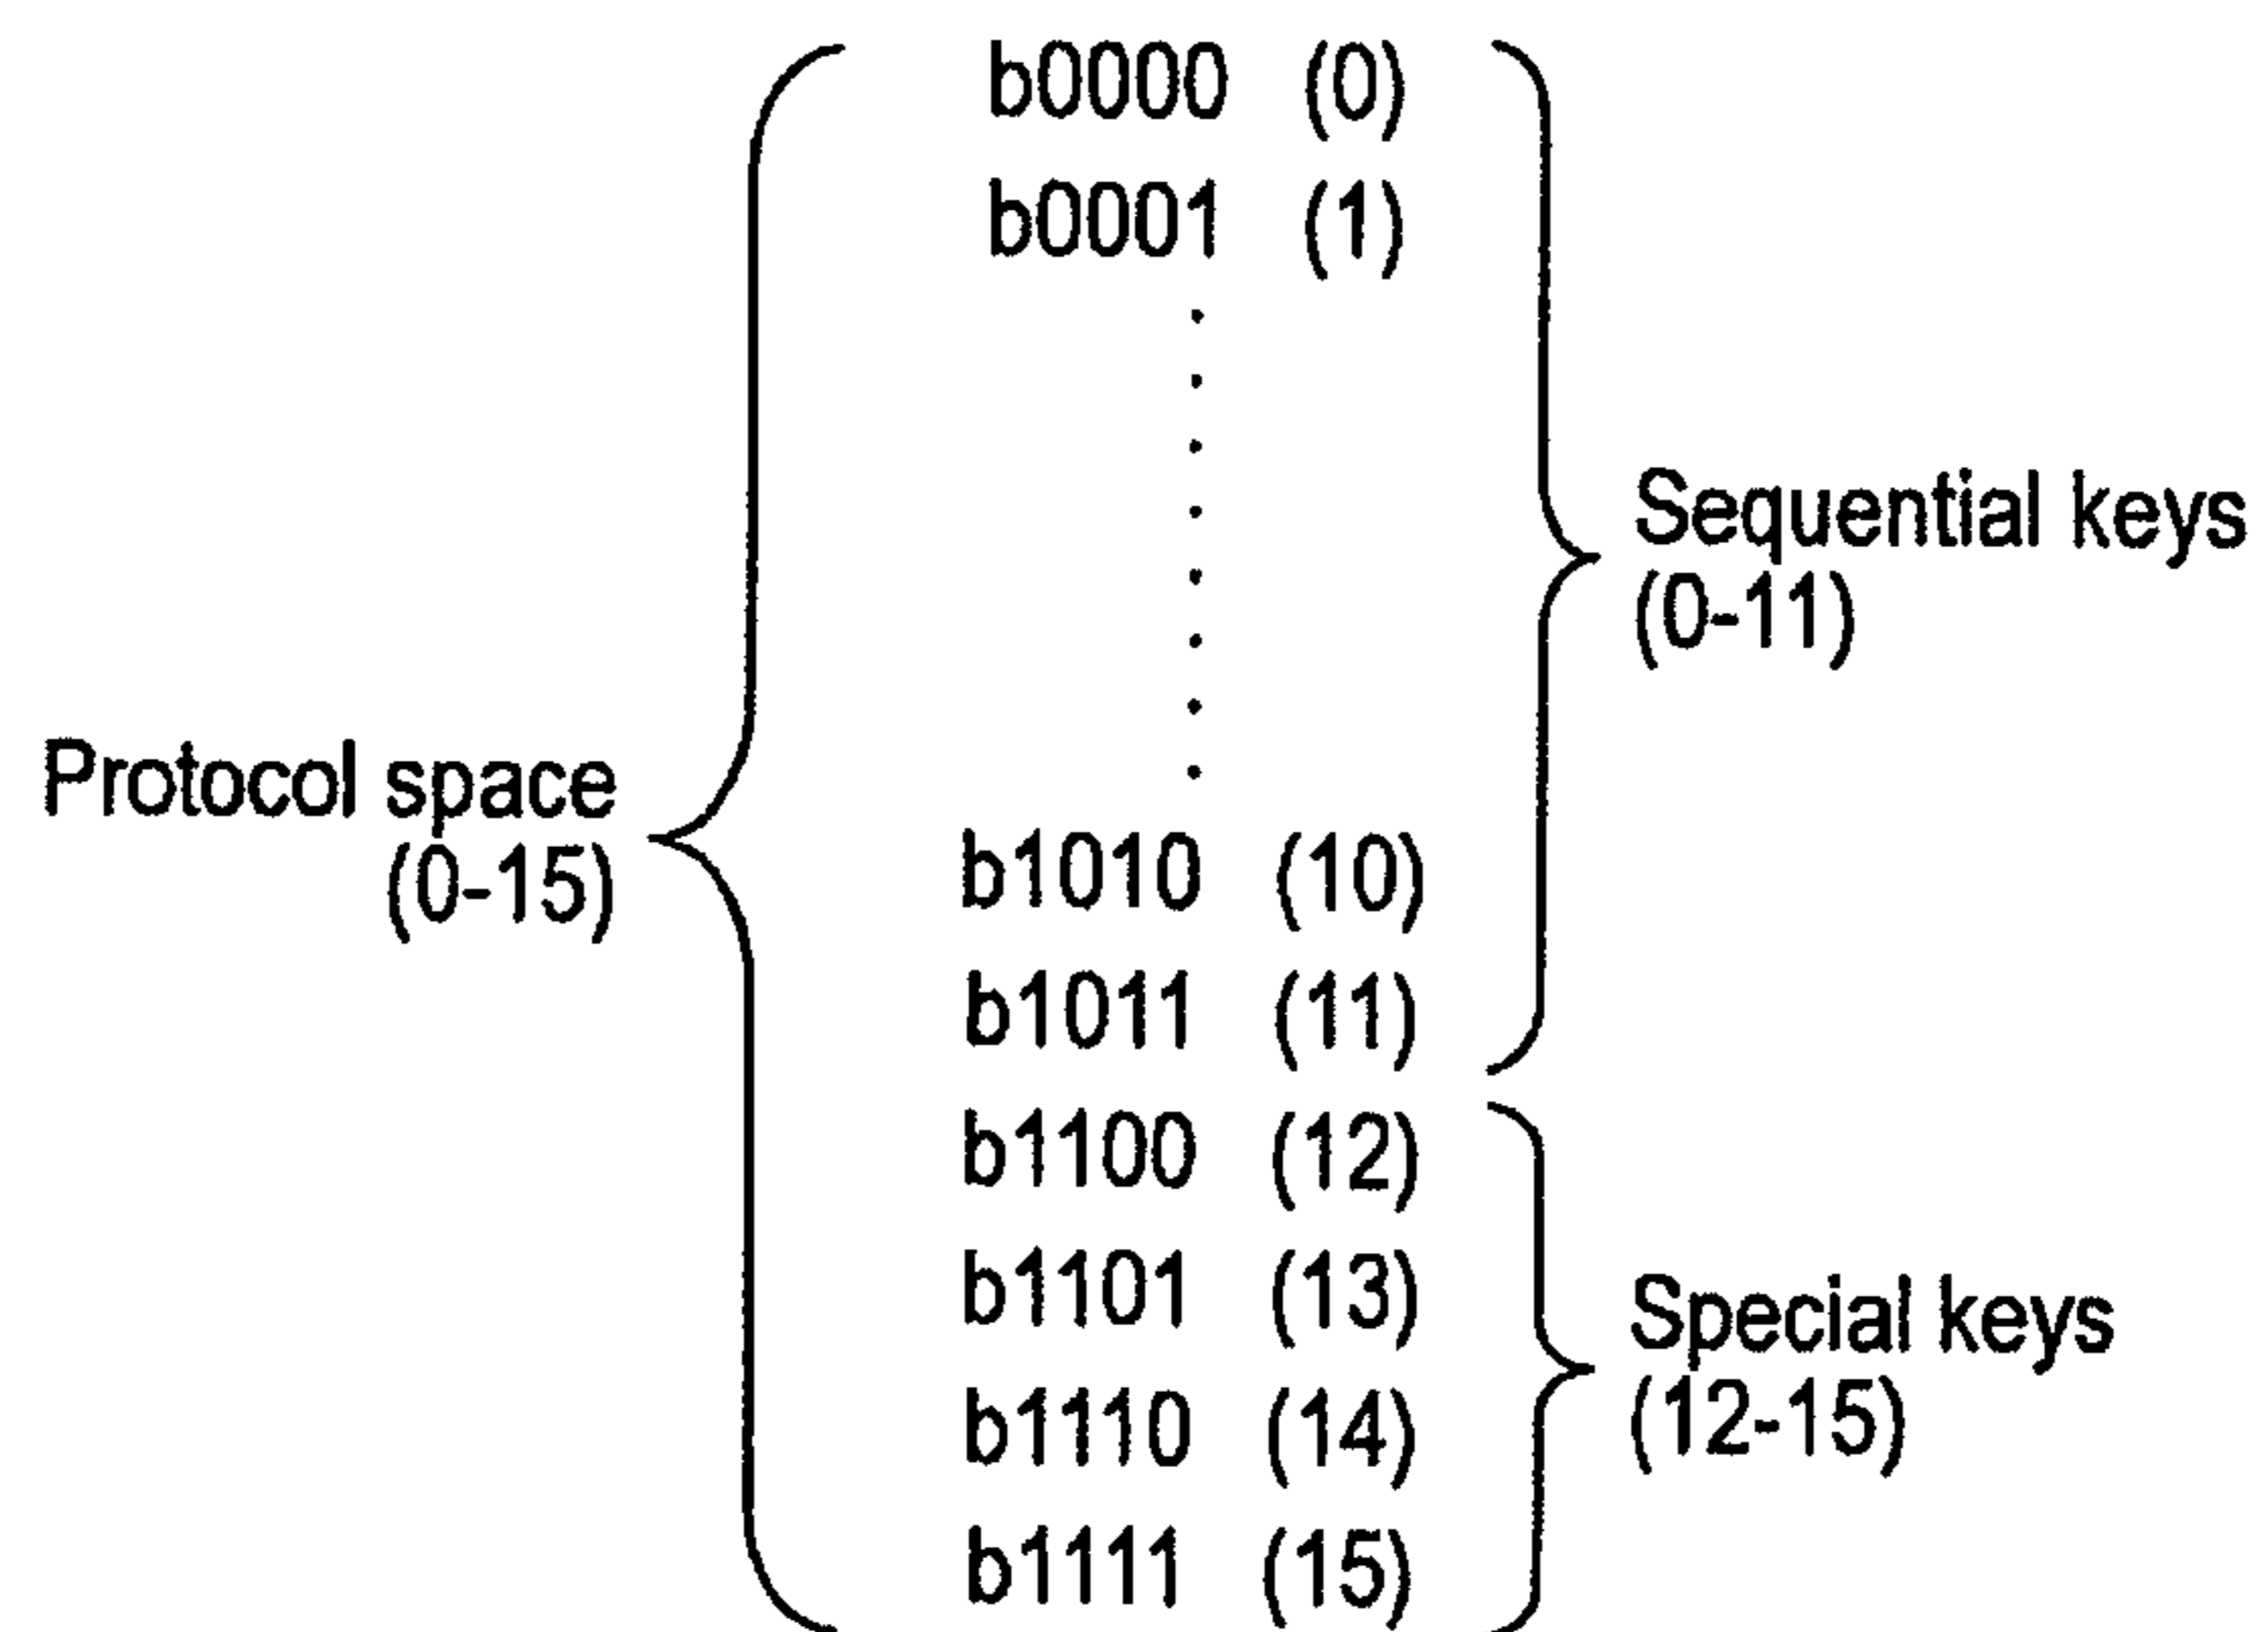 Protocol space
(0-15)
b0000 (0)
b0001 (1)
b1010 (10)
b1011 (11)
b1100 (12)
b1101 (13)
b1110 (14)
b1111 (15)
Sequential keys
(0-11)
Special keys
(12-15)